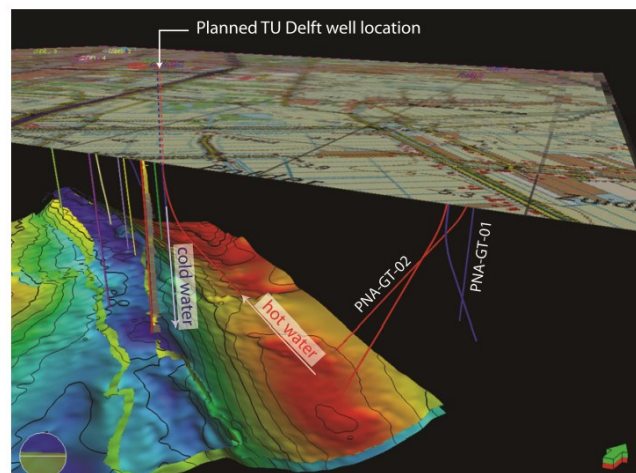 Planned TU Delft well location
cold water
hot water
PNA-GT-02
PNA-GT-01